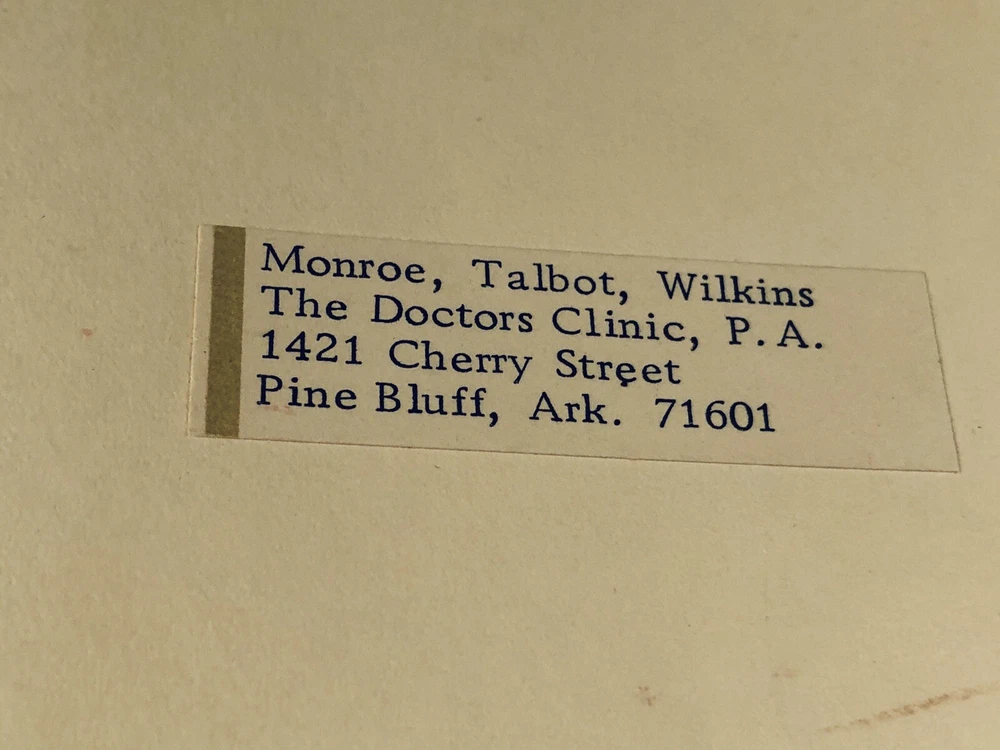 Monroe, Talbot, Wilkins
The Doctors Clinic, P.A.
1421 Cherry Street
Pine Bluff, Ark. 71601